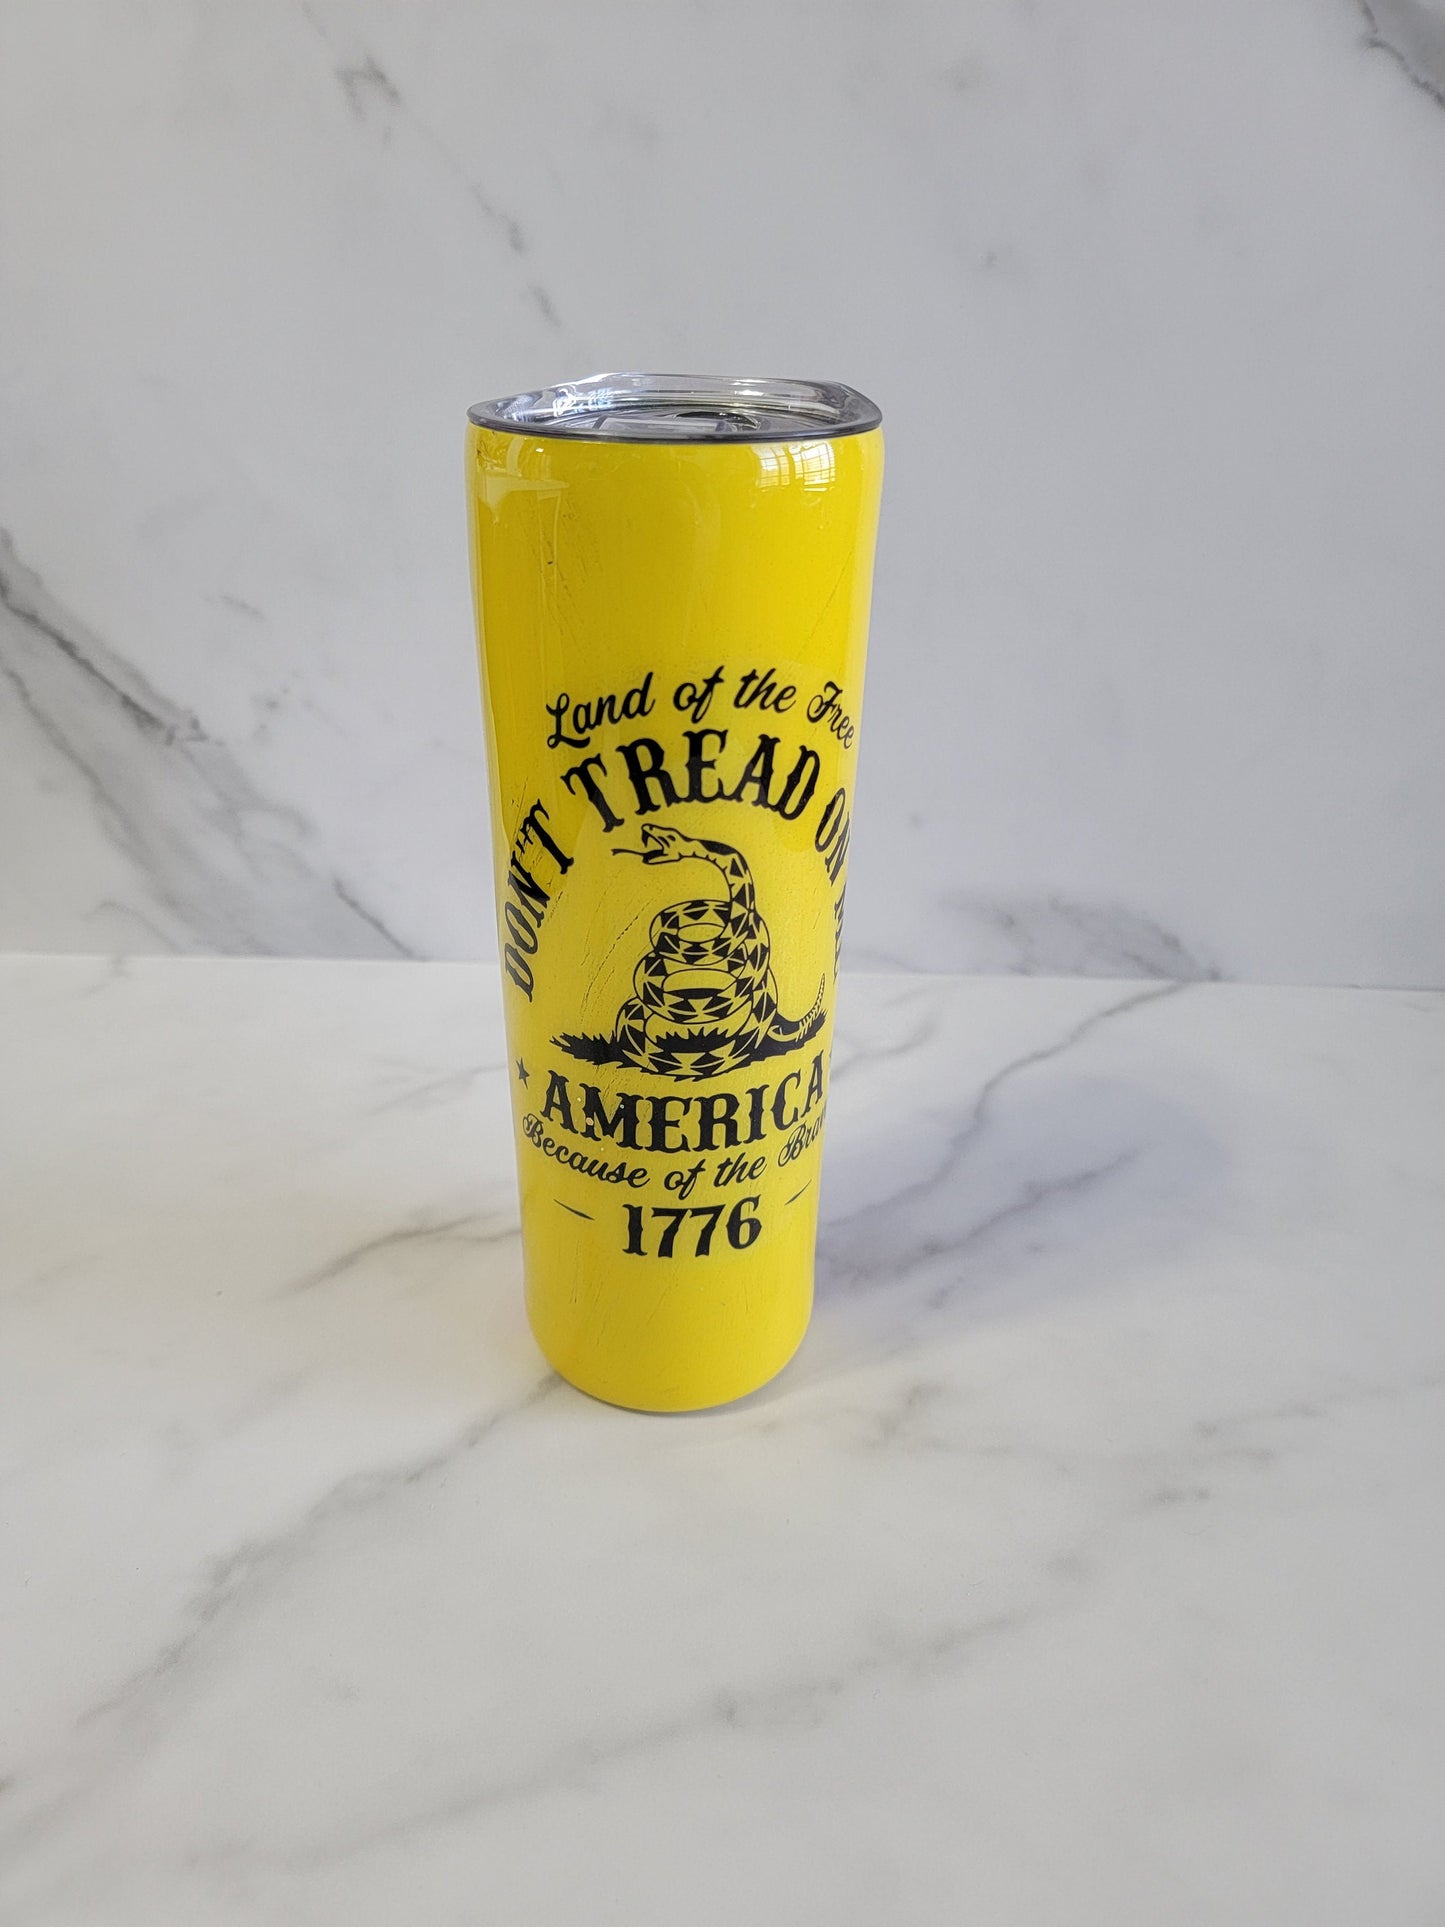 Land of the Free
DON'T TREAD ON
AMERICA
Because of the
1776